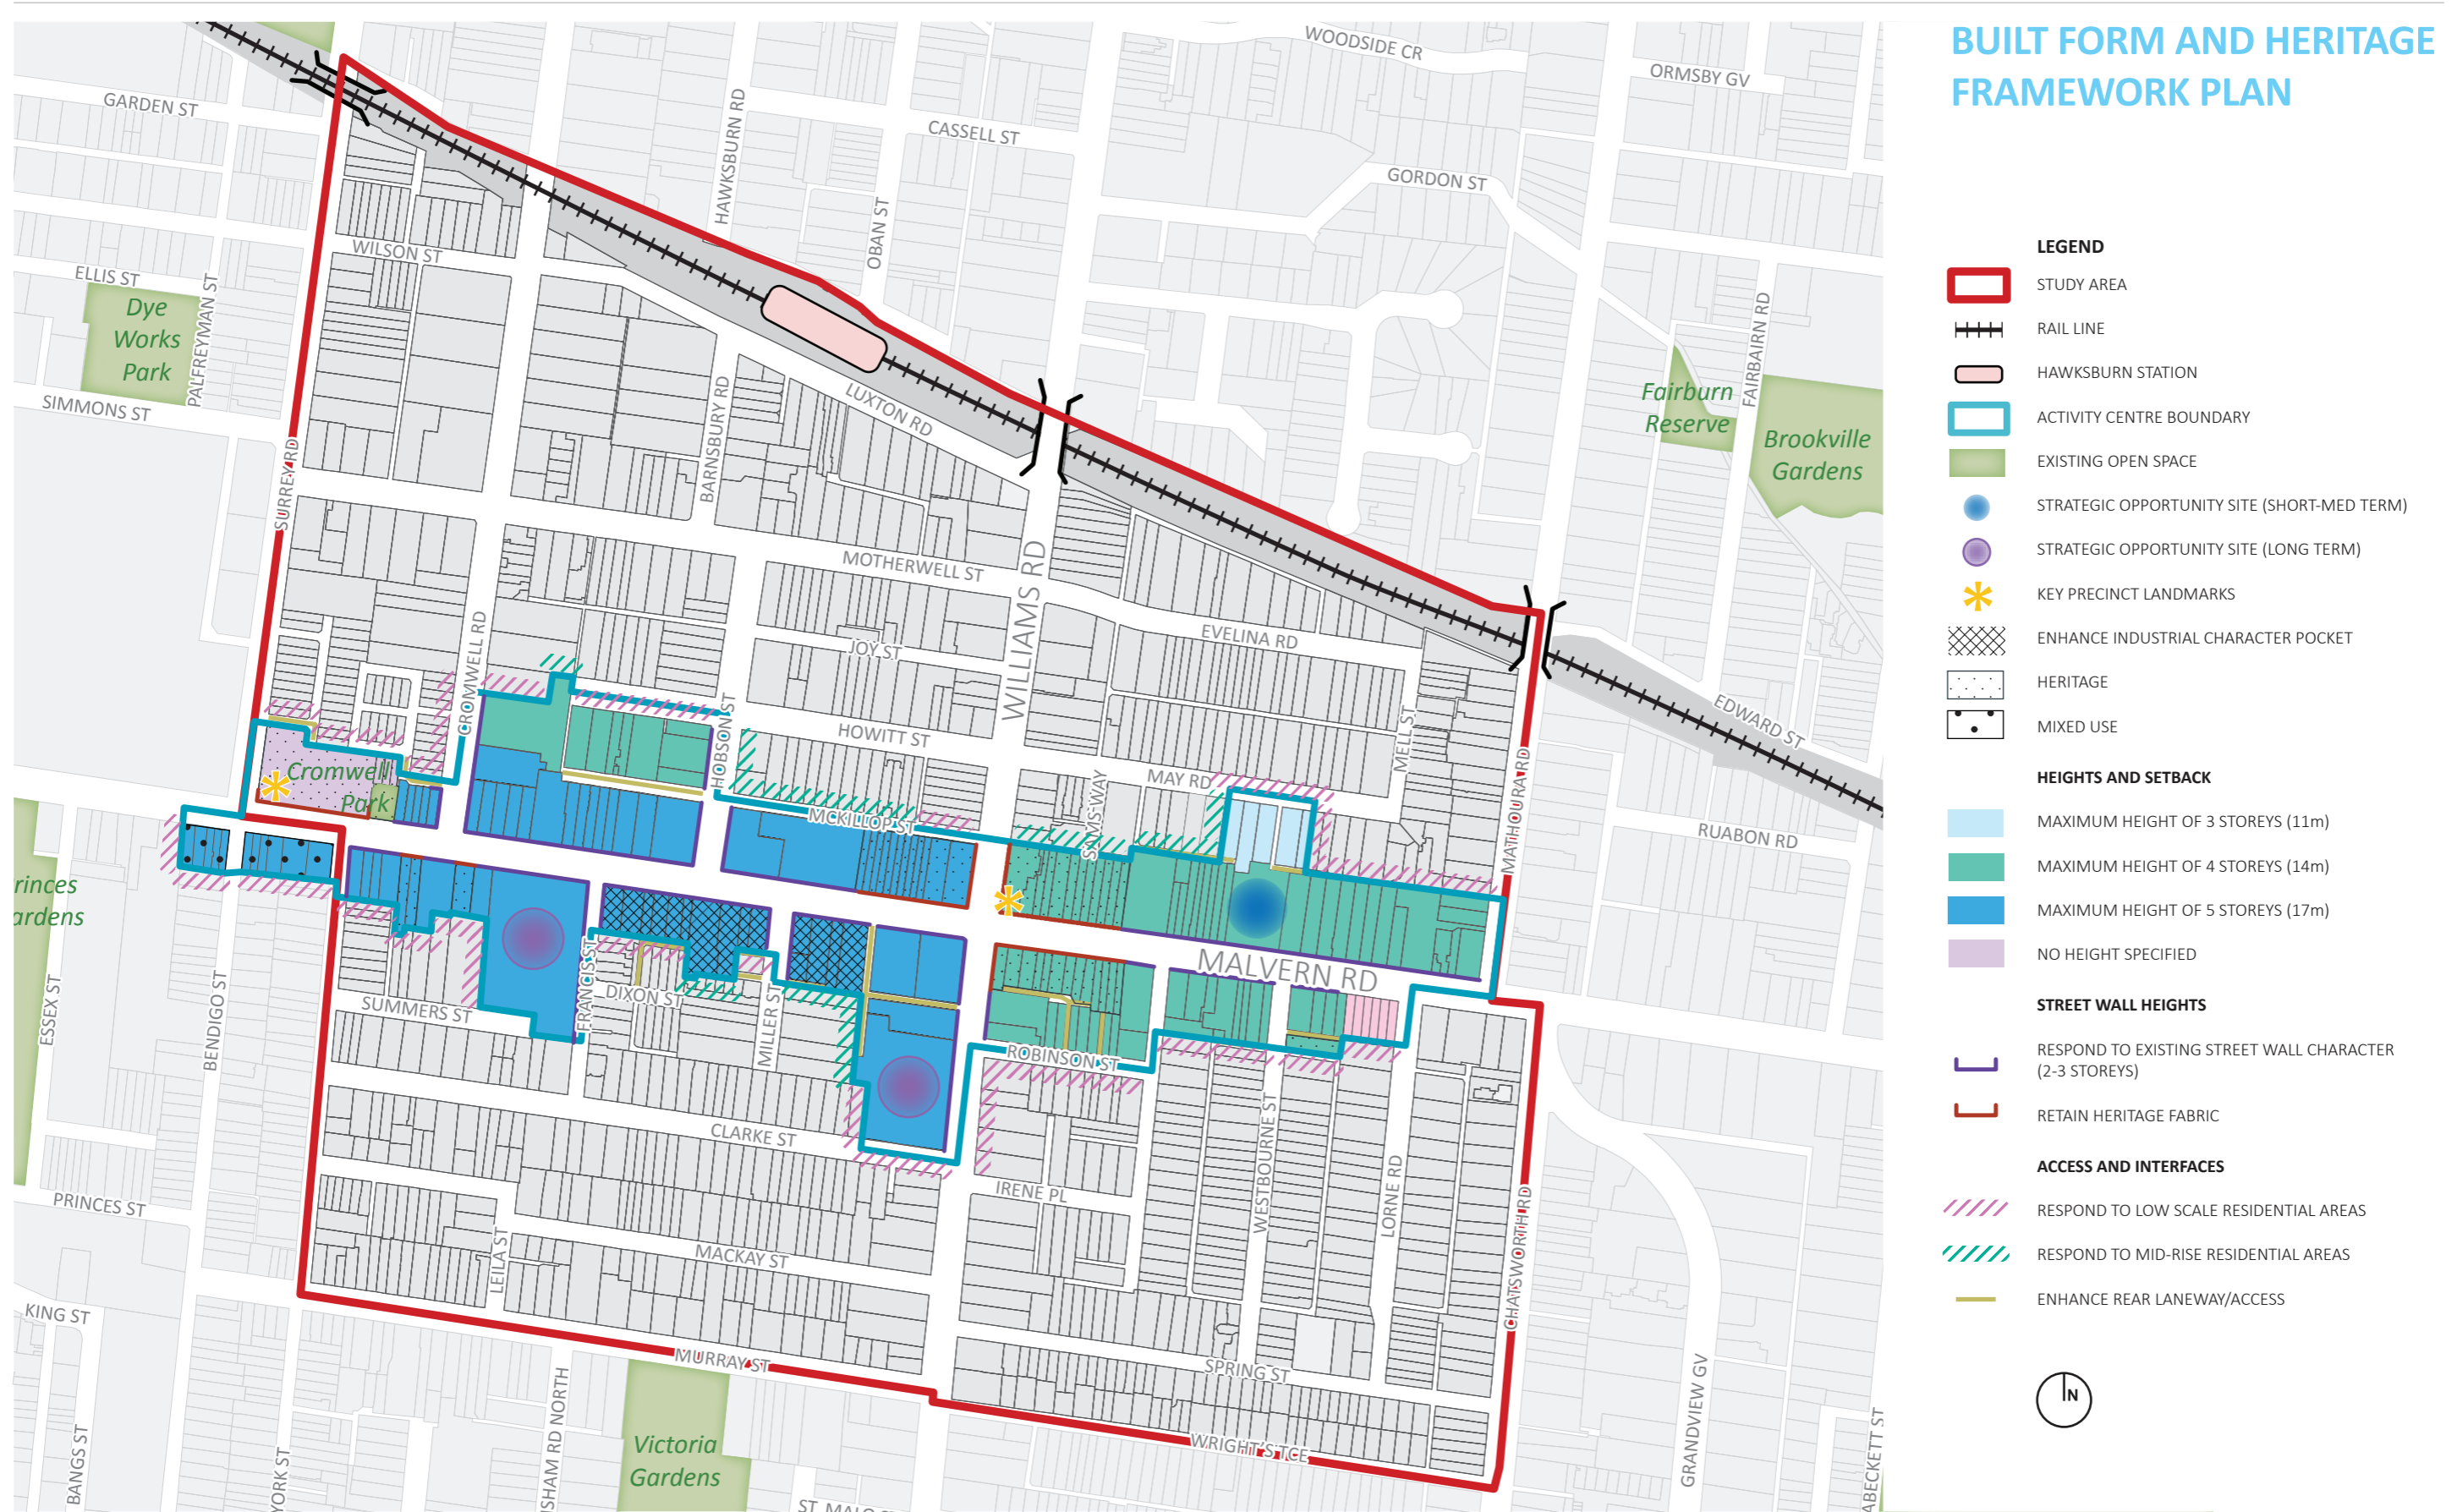 BUILT FORM AND HERITAGE
FRAMEWORK PLAN
WOODSIDE CR
ORMSBY GV
GARDEN ST
HAWKSBURN RD
CASSELL ST
GORDON ST
OBAN ST
WILSON ST
ELLIS ST
PALFREYMAN ST
Dye
Works
Park
SIMMONS ST
SURREY RD
BARNSBURY RD
LUXTON RD
FAIRBAIRN RD
Fairburn
Reserve
Brookville
Gardens
MOTHERWELL ST
WILLIAMS RD
EVELINA RD
JOY ST
CROMWELL RD
HOBSON ST
HOWITT ST
MELL ST
EDWARD ST
MAY RD
SAMS WAY
MATHOURA RD
Cromwell
Park
MCKILLOP ST
RUABON RD
MALVERN RD
ESSEX ST
BENDIGO ST
SUMMERS ST
FRANCIS ST
DIXON ST
MILLER ST
ROBINSON ST
CLARKE ST
WESTBOURNE ST
LORNE RD
CHATSWORTH RD
IRENE PL
PRINCES ST
LEILA ST
MACKAY ST
KING ST
MURRAY ST
SPRING ST
WRIGHT'S TCE
GRANDVIEW GV
BANGS ST
YORK ST
Victoria
Gardens
LEGEND
STUDY AREA
RAIL LINE
HAWKSBURN STATION
ACTIVITY CENTRE BOUNDARY
EXISTING OPEN SPACE
STRATEGIC OPPORTUNITY SITE (SHORT-MED TERM)
STRATEGIC OPPORTUNITY SITE (LONG TERM)
KEY PRECINCT LANDMARKS
ENHANCE INDUSTRIAL CHARACTER POCKET
HERITAGE
MIXED USE
HEIGHTS AND SETBACK
MAXIMUM HEIGHT OF 3 STOREYS (11m)
MAXIMUM HEIGHT OF 4 STOREYS (14m)
MAXIMUM HEIGHT OF 5 STOREYS (17m)
NO HEIGHT SPECIFIED
STREET WALL HEIGHTS
RESPOND TO EXISTING STREET WALL CHARACTER
(2-3 STOREYS)
RETAIN HERITAGE FABRIC
ACCESS AND INTERFACES
RESPOND TO LOW SCALE RESIDENTIAL AREAS
RESPOND TO MID-RISE RESIDENTIAL AREAS
ENHANCE REAR LANEWAY/ACCESS
N